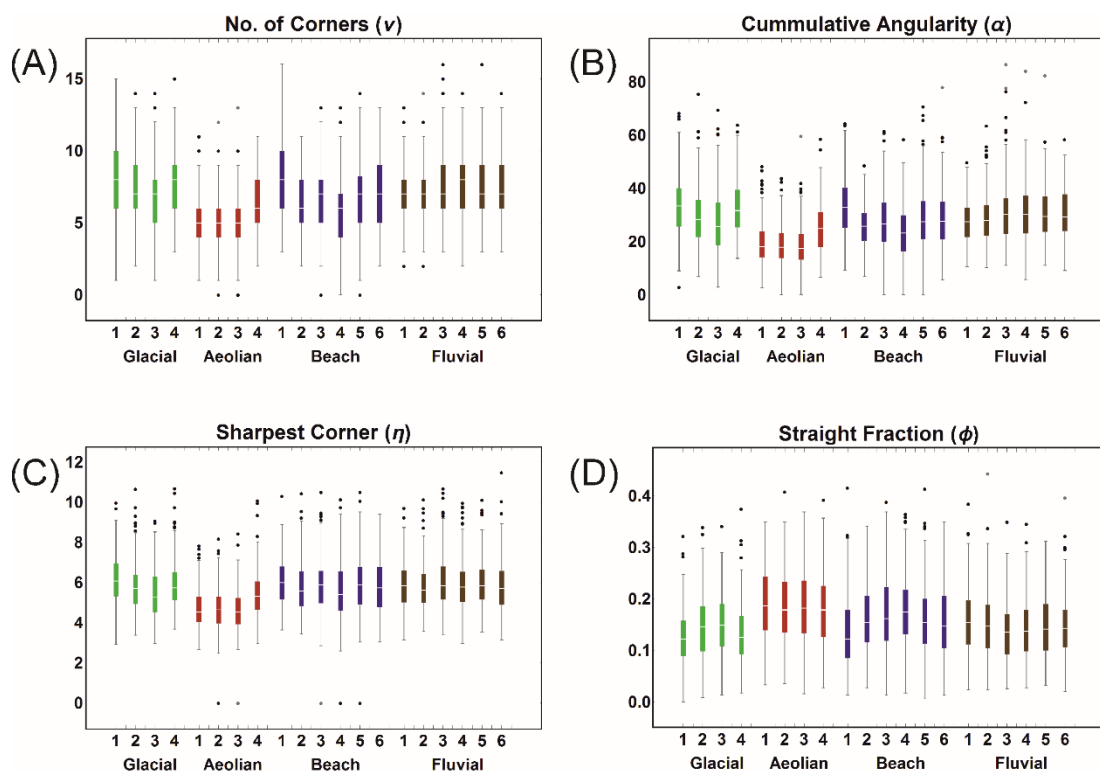 (A)
No. of Corners (ν)
15
10
5
0
1 2 3 4 1 2 3 4 1 2 3 4 5 6 1 2 3 4 5 6
Glacial Aeolian Beach Fluvial
(B)
Cummulative Angularity (α)
80
60
40
20
0
1 2 3 4 1 2 3 4 1 2 3 4 5 6 1 2 3 4 5 6
Glacial Aeolian Beach Fluvial
(C)
Sharpest Corner (η)
12
10
8
6
4
2
0
1 2 3 4 1 2 3 4 1 2 3 4 5 6 1 2 3 4 5 6
Glacial Aeolian Beach Fluvial
(D)
Straight Fraction (ϕ)
0.4
0.3
0.2
0.1
0.0
1 2 3 4 1 2 3 4 1 2 3 4 5 6 1 2 3 4 5 6
Glacial Aeolian Beach Fluvial